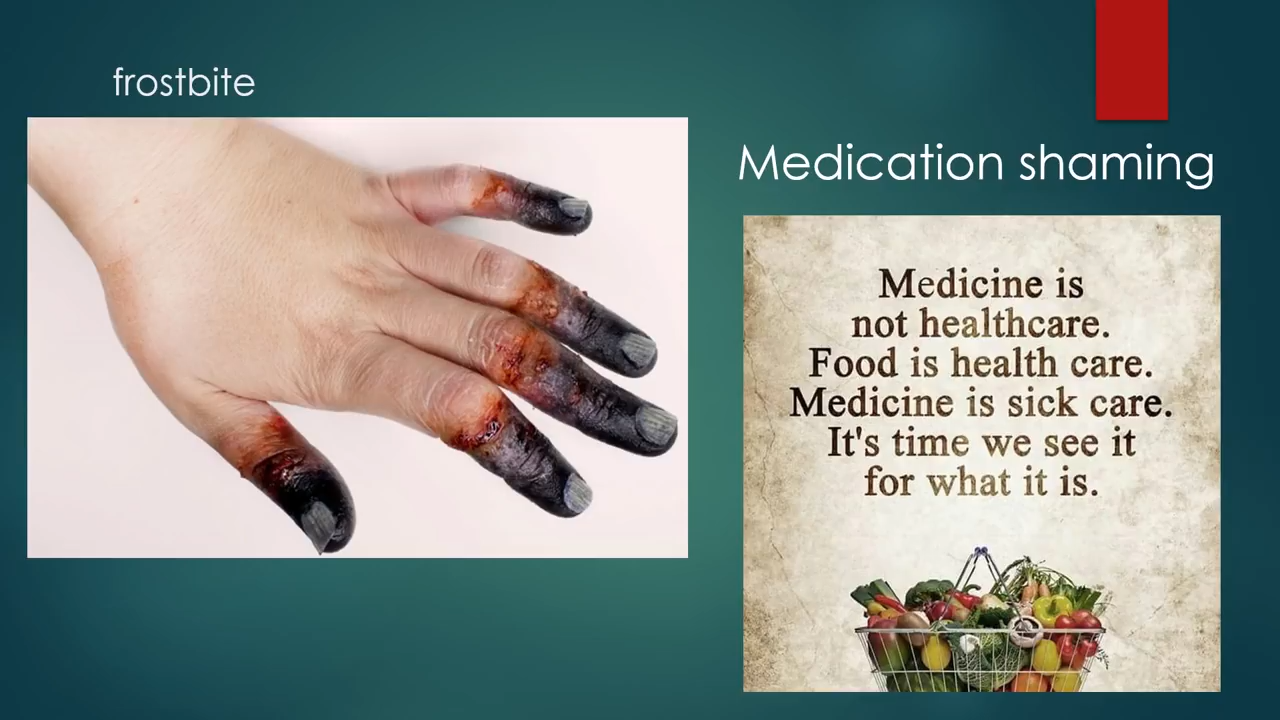 frostbite
Medication shaming
Medicine is
not healthcare.
Food is health care.
Medicine is sick care.
It's time we see it
for what it is.